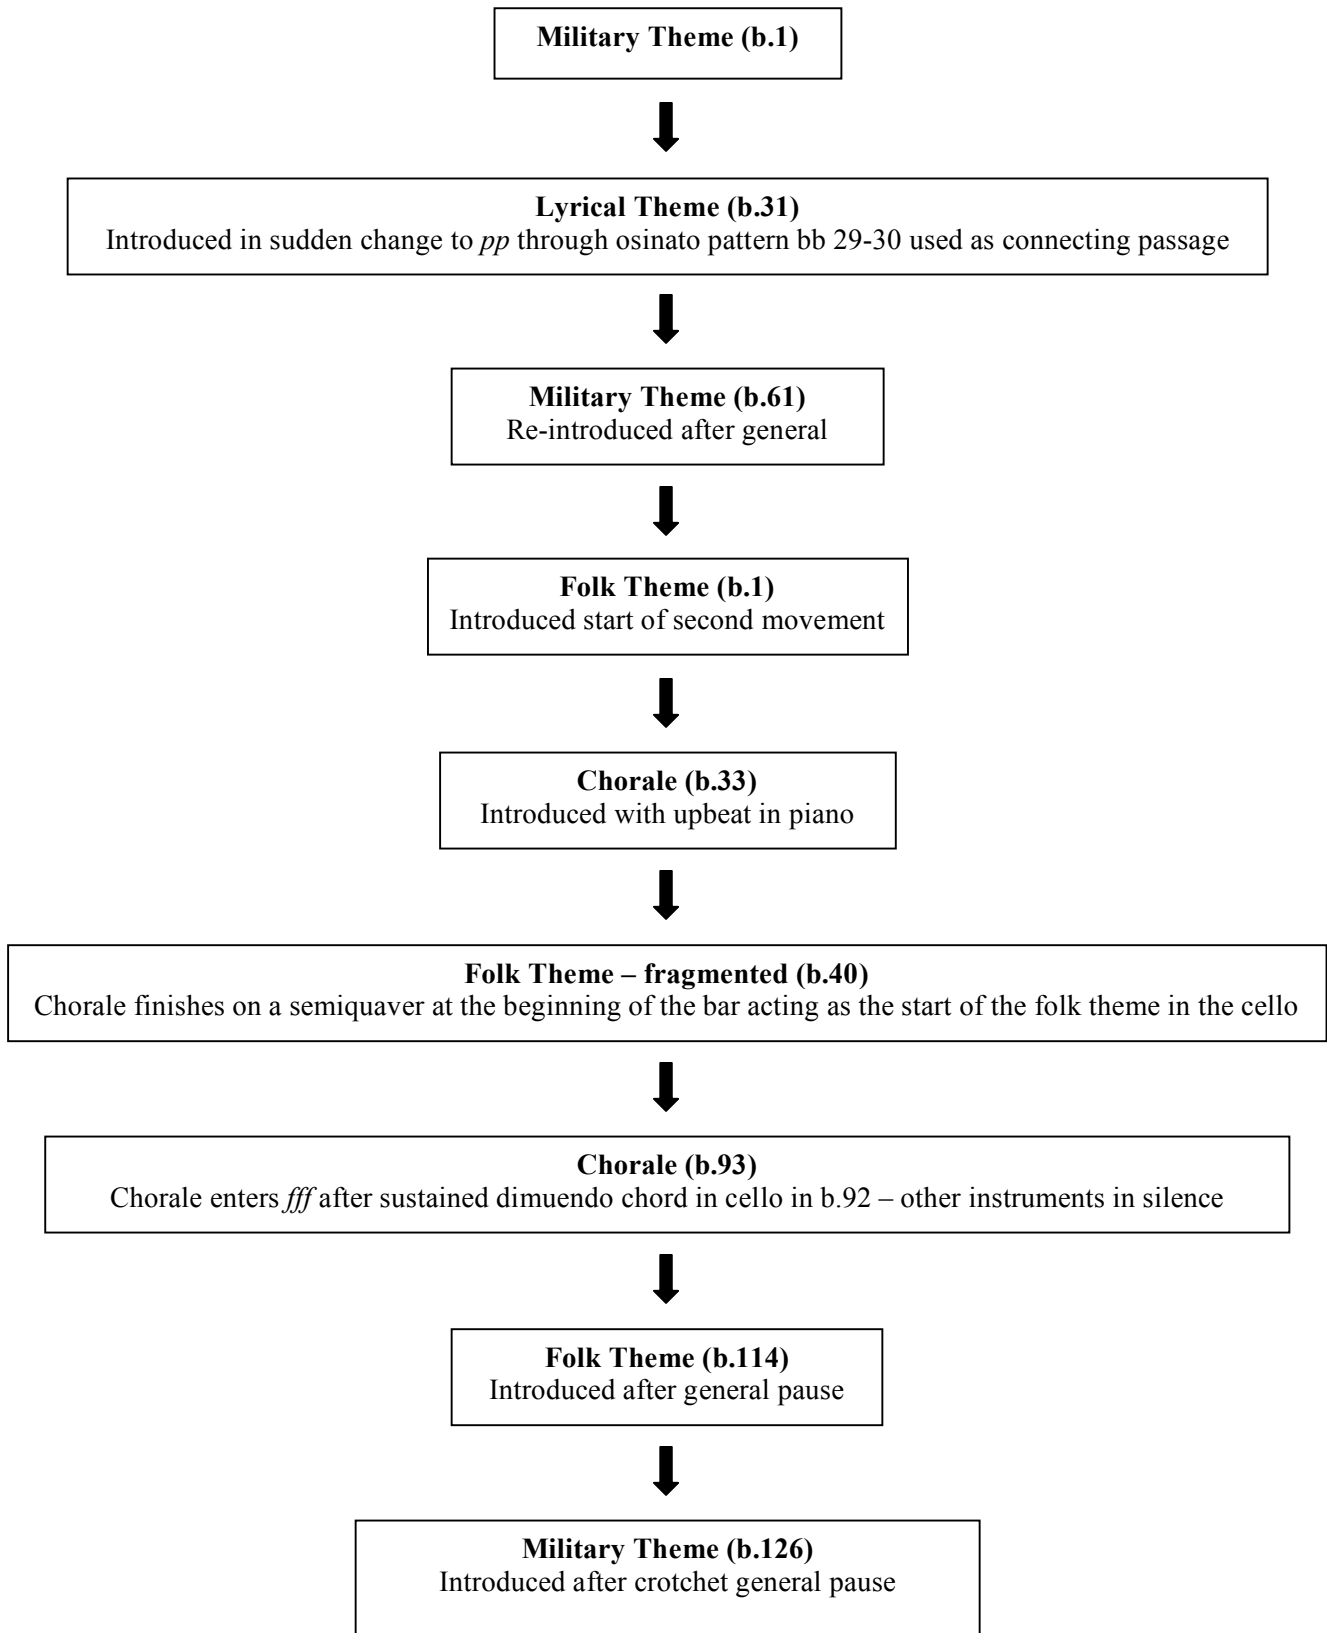 Military Theme (b.1)
Lyrical Theme (b.31)
Introduced in sudden change to pp through osinato pattern bb 29-30 used as connecting passage
Military Theme (b.61)
Re-introduced after general
Folk Theme (b.1)
Introduced start of second movement
Chorale (b.33)
Introduced with upbeat in piano
Folk Theme – fragmented (b.40)
Chorale finishes on a semiquaver at the beginning of the bar acting as the start of the folk theme in the cello
Chorale (b.93)
Chorale enters fff after sustained dimuendo chord in cello in b.92 – other instruments in silence
Folk Theme (b.114)
Introduced after general pause
Military Theme (b.126)
Introduced after crotchet general pause